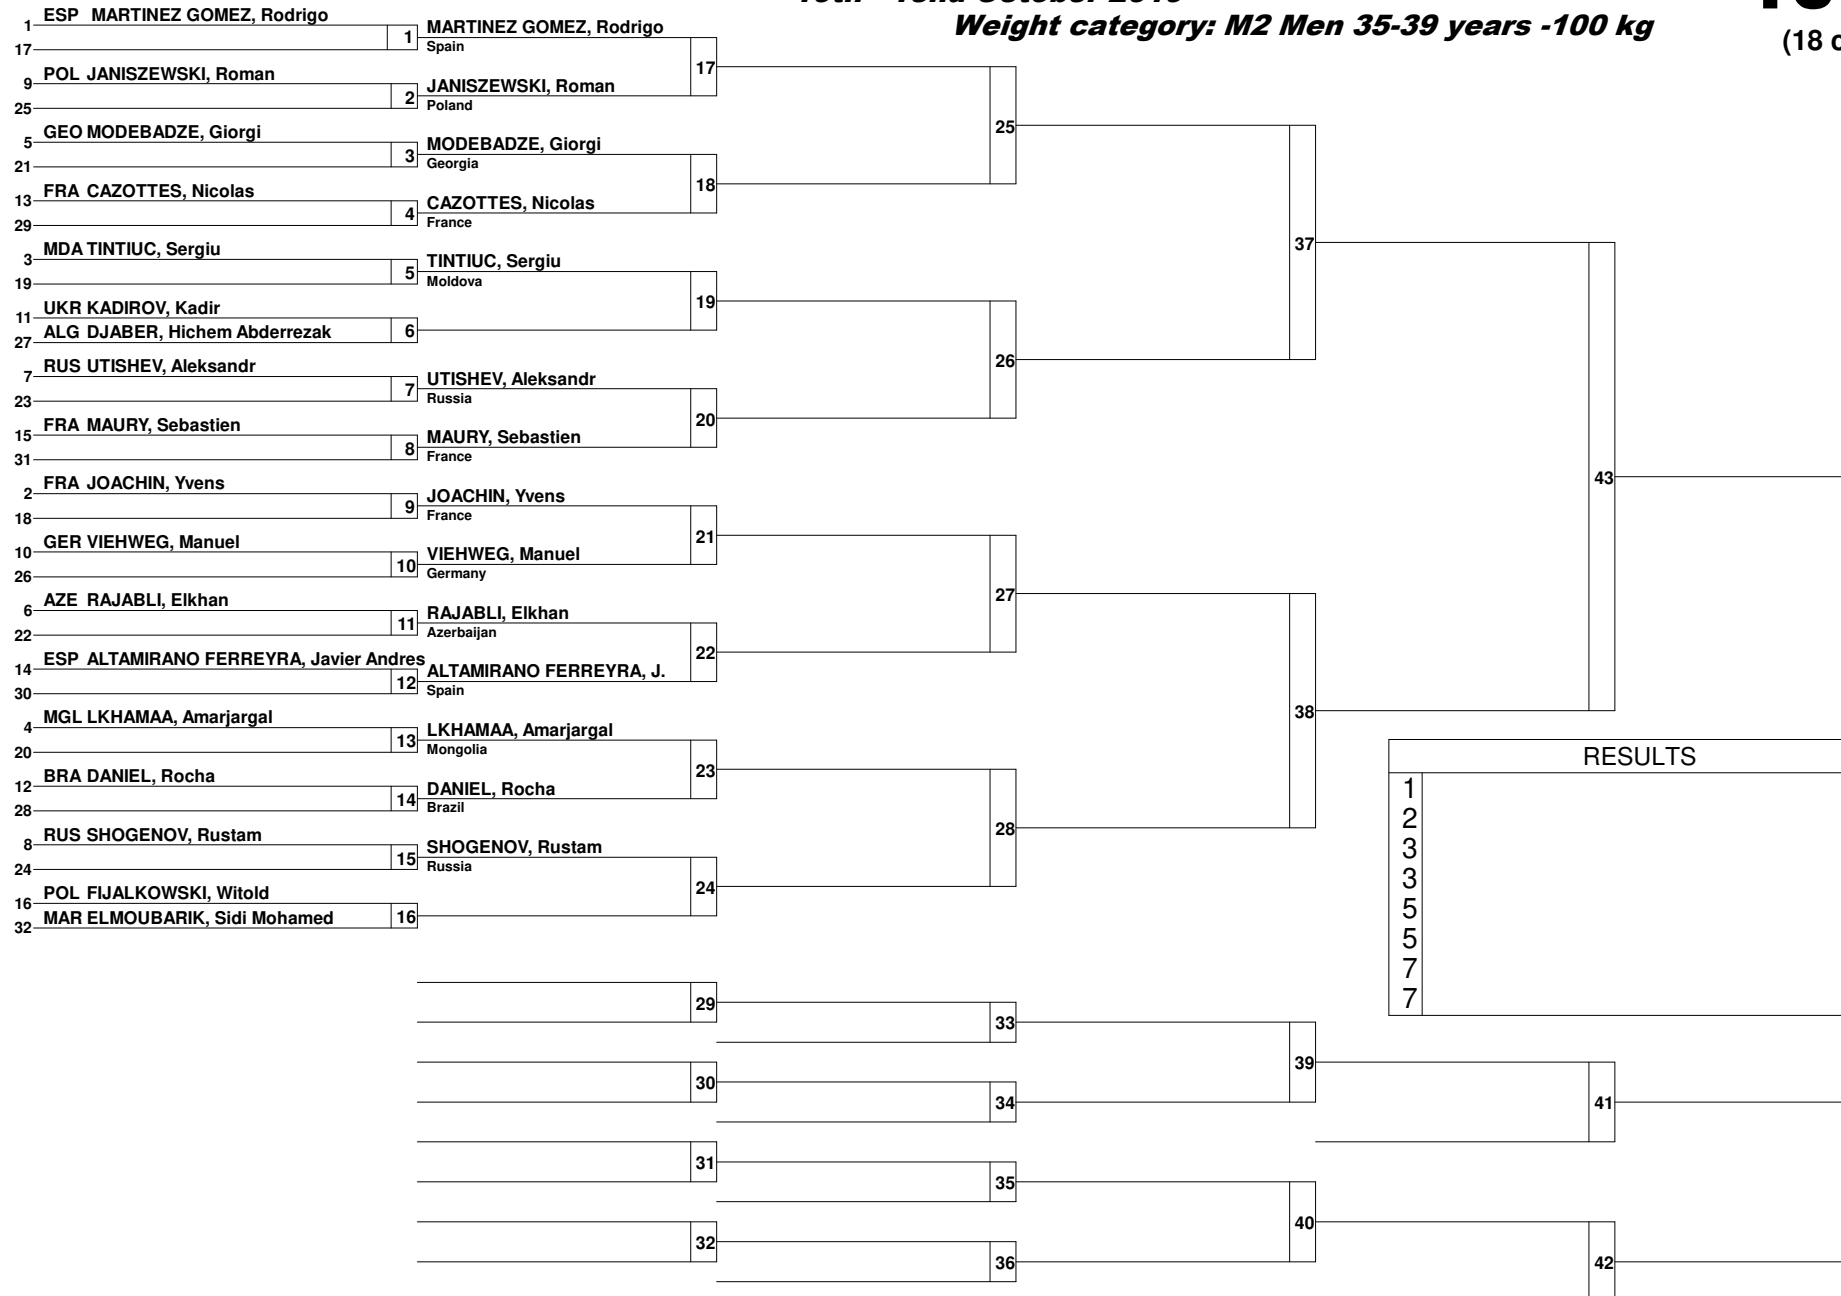 Weight category: M2 Men 35-39 years -100 kg
(18
1 ESP MARTINEZ GOMEZ, Rodrigo
17
1 MARTINEZ GOMEZ, Rodrigo
Spain
17
9 POL JANISZEWSKI, Roman
25
2 JANISZEWSKI, Roman
Poland
25
5 GEO MODEBADZE, Giorgi
21
3 MODEBADZE, Giorgi
Georgia
18
13 FRA CAZOTTES, Nicolas
29
4 CAZOTTES, Nicolas
France
37
3 MDA TINTIUC, Sergiu
19
5 TINTIUC, Sergiu
Moldova
19
11 UKR KADIROV, Kadir
27 ALG DJABER, Hichem Abderrezak
6
26
7 RUS UTISHEV, Aleksandr
23
7 UTISHEV, Aleksandr
Russia
20
15 FRA MAURY, Sebastien
31
8 MAURY, Sebastien
France
43
2 FRA JOACHIN, Yvens
18
9 JOACHIN, Yvens
France
21
10 GER VIEHWEG, Manuel
26
10 VIEHWEG, Manuel
Germany
27
6 AZE RAJABLI, Elkhan
22
11 RAJABLI, Elkhan
Azerbaijan
22
14 ESP ALTAMIRANO FERREYRA, Javier Andres
30
12 ALTAMIRANO FERREYRA, J.
Spain
38
4 MGL LKHAMAA, Amarjargal
20
13 LKHAMAA, Amarjargal
Mongolia
23
12 BRA DANIEL, Rocha
28
14 DANIEL, Rocha
Brazil
28
8 RUS SHOGENOV, Rustam
24
15 SHOGENOV, Rustam
Russia
24
16 POL FIJALKOWSKI, Witold
32 MAR ELMOUBARIK, Sidi Mohamed
16
RESULTS
1
2
3
3
5
5
7
7
29
33
30
39
34
41
31
35
32
40
36
42